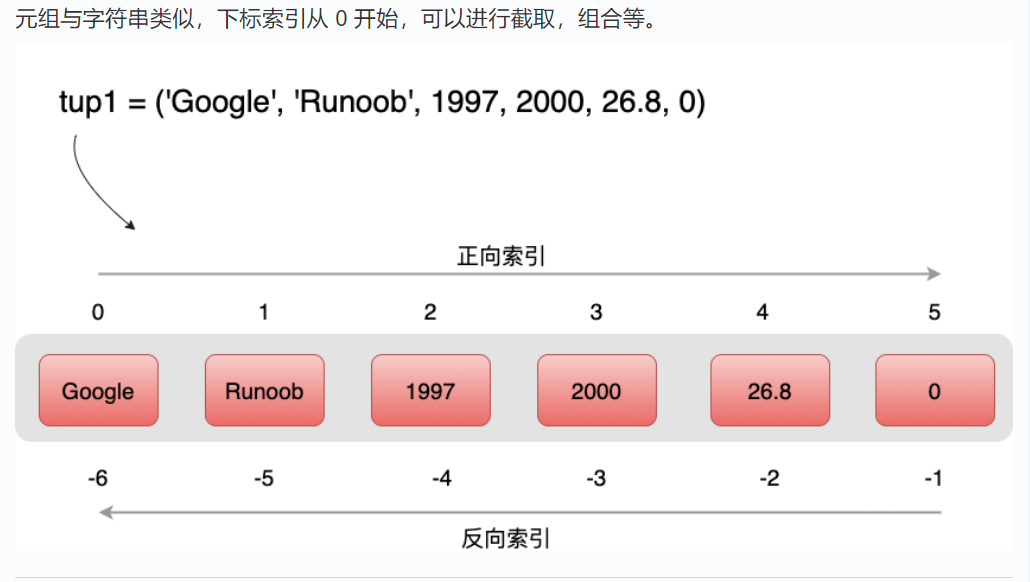 元组与字符串类似，下标索引从 0 开始，可以进行截取，组合等。
tup1 = ('Google', 'Runoob', 1997, 2000, 26.8, 0)
正向索引
0 1 2 3 4 5
Google Runoob 1997 2000 26.8 0
-6 -5 -4 -3 -2 -1
反向索引